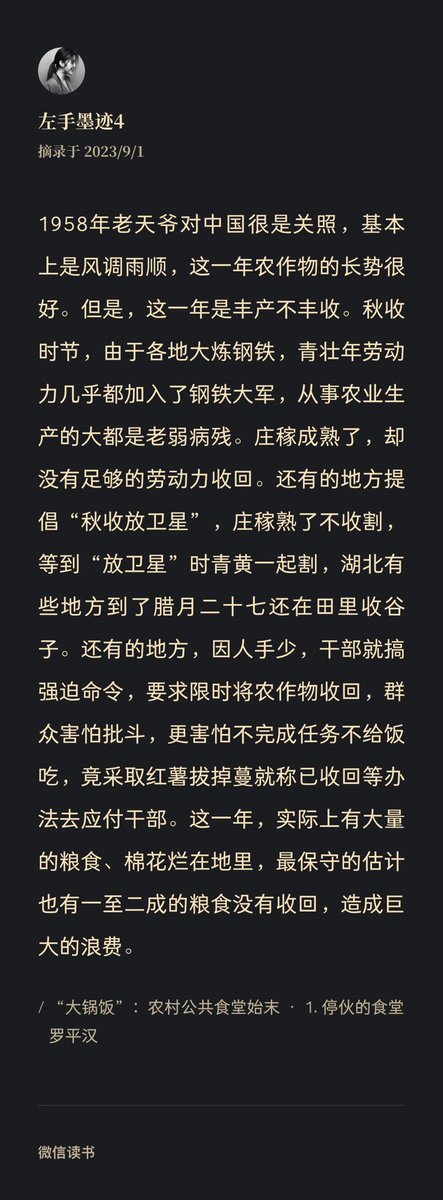 左手墨迹4
摘录于 2023/9/1
1958年老天爷对中国很是关照，基本
上是风调雨顺，这一年农作物的长势很
好。但是，这一年是丰产不丰收。秋收
时节，由于各地大炼钢铁，青壮年劳动
力几乎都加入了钢铁大军，从事农业生
产的大都是老弱病残。庄稼成熟了，却
没有足够的劳动力收回。还有的地方提
倡“秋收放卫星”，庄稼熟了不收割，
等到“放卫星”时青黄一起割，湖北有
些地方到了腊月二十七还在田里收谷
子。还有的地方，因人手少，干部就搞
强迫命令，要求限时将农作物收回，群
众害怕批斗，更害怕不完成任务不给饭
吃，竟采取红薯拔掉蔓就称已收回等办
法去应付干部。这一年，实际上有大量
的粮食、棉花烂在地里，最保守的估计
也有一至二成的粮食没有收回，造成巨
大的浪费。
/ “大锅饭”：农村公共食堂始末 · 1. 停伙的食堂
罗平汉
微信读书